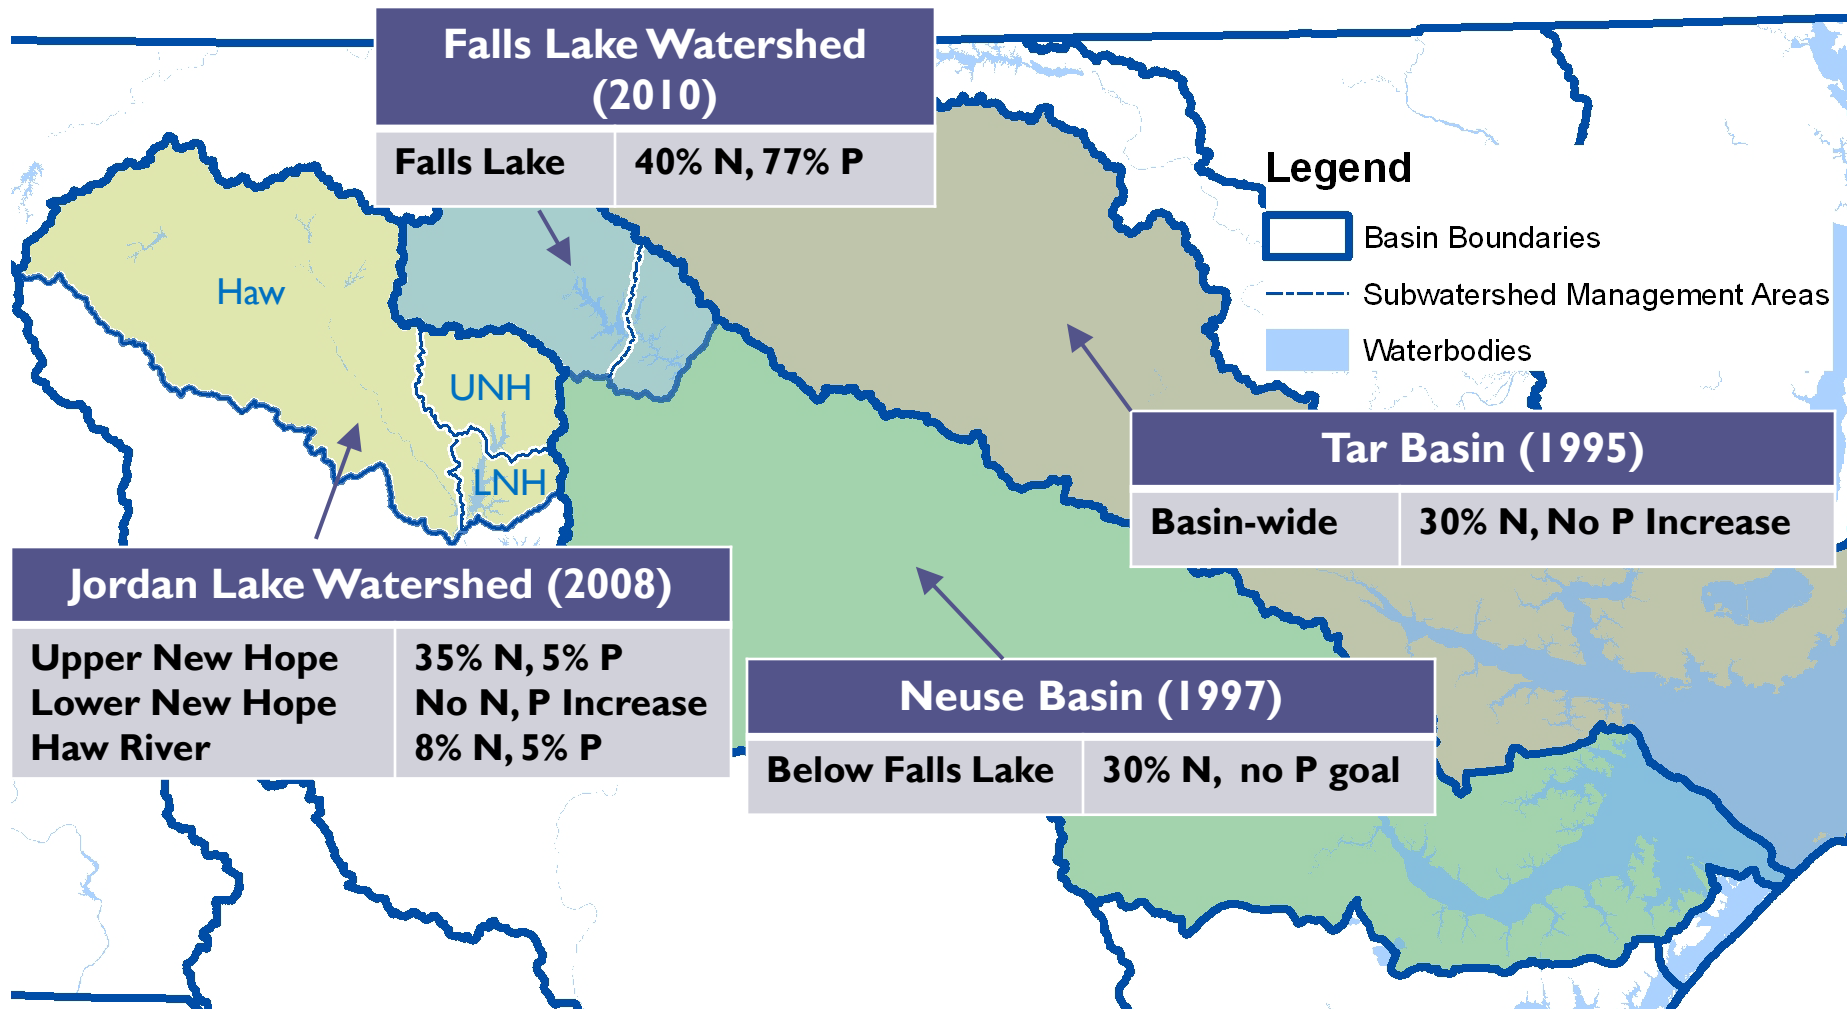 Falls Lake Watershed
(2010)
Falls Lake 40% N, 77% P
Legend
Basin Boundaries
Subwatershed Management Areas
Waterbodies
Haw
UNH
LNH
Tar Basin (1995)
Basin-wide 30% N, No P Increase
Jordan Lake Watershed (2008)
Upper New Hope 35% N, 5% P
Lower New Hope No N, P Increase
Haw River 8% N, 5% P
Neuse Basin (1997)
Below Falls Lake 30% N, no P goal